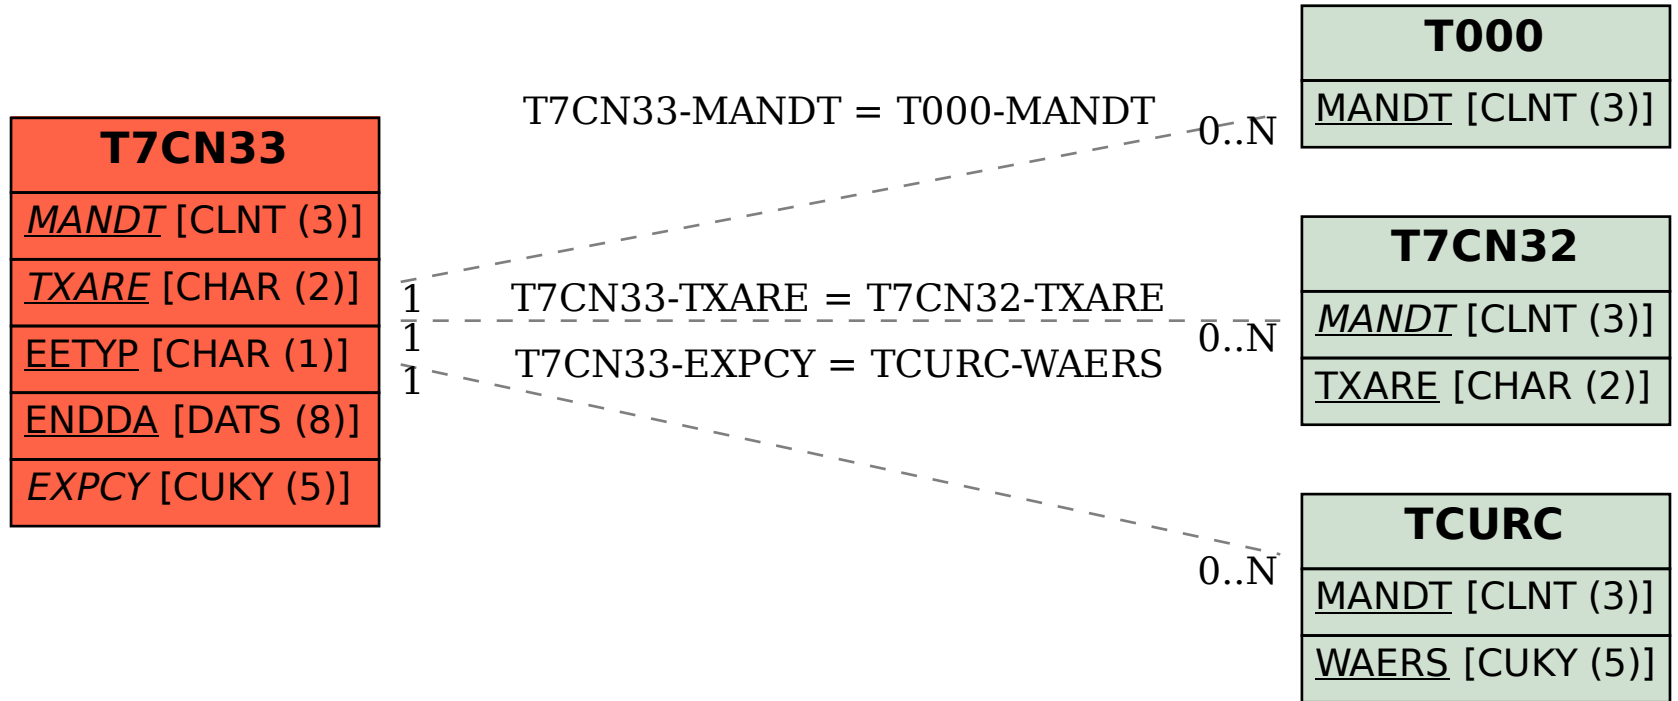 T7CN33
MANDT [CLNT (3)]
TXARE [CHAR (2)]
EETYP [CHAR (1)]
ENDDA [DATS (8)]
EXPCY [CUKY (5)]
T7CN33-MANDT = T000-MANDT
0..N
1
T7CN33-TXARE = T7CN32-TXARE
1
0..N
T7CN33-EXPCY = TCURC-WAERS
1
0..N
T000
MANDT [CLNT (3)]
T7CN32
MANDT [CLNT (3)]
TXARE [CHAR (2)]
TCURC
MANDT [CLNT (3)]
WAERS [CUKY (5)]